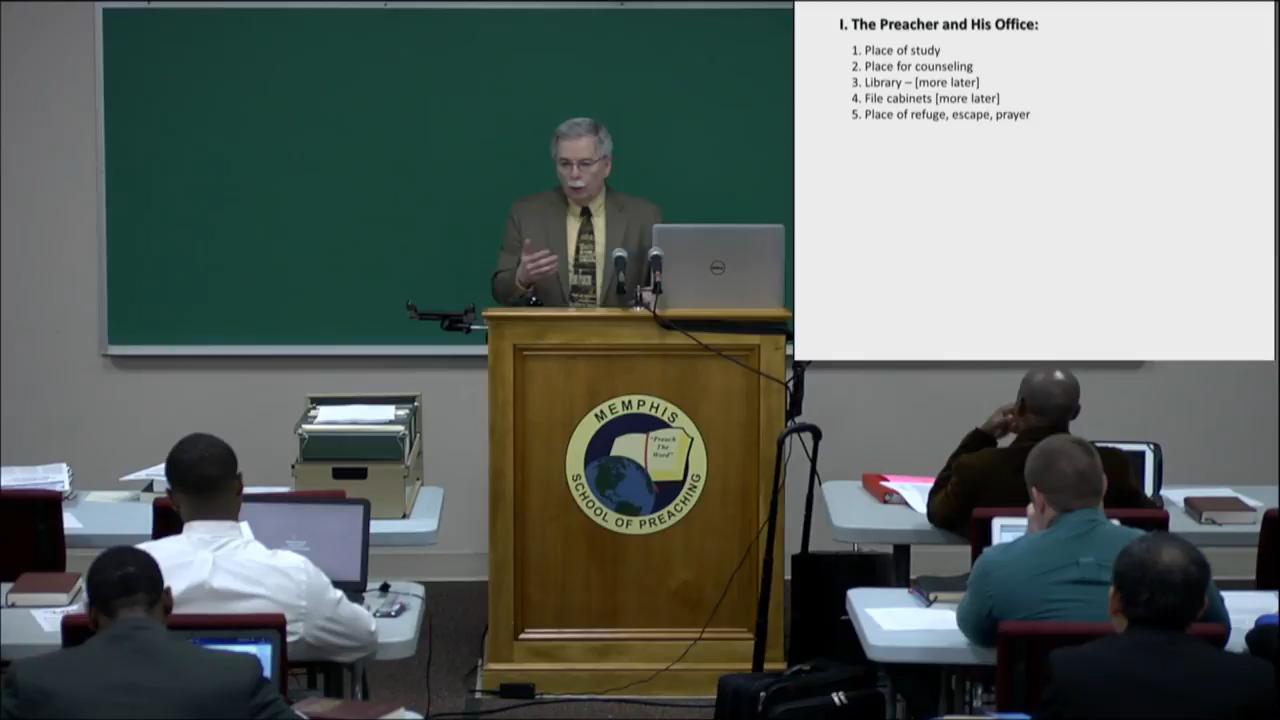 I. The Preacher and His Office:
1. Place of study
2. Place for counseling
3. Library – [more later]
4. File cabinets [more later]
5. Place of refuge, escape, prayer
DELL
MEMPHIS
"Preach
The
Word"
SCHOOL OF PREACHING